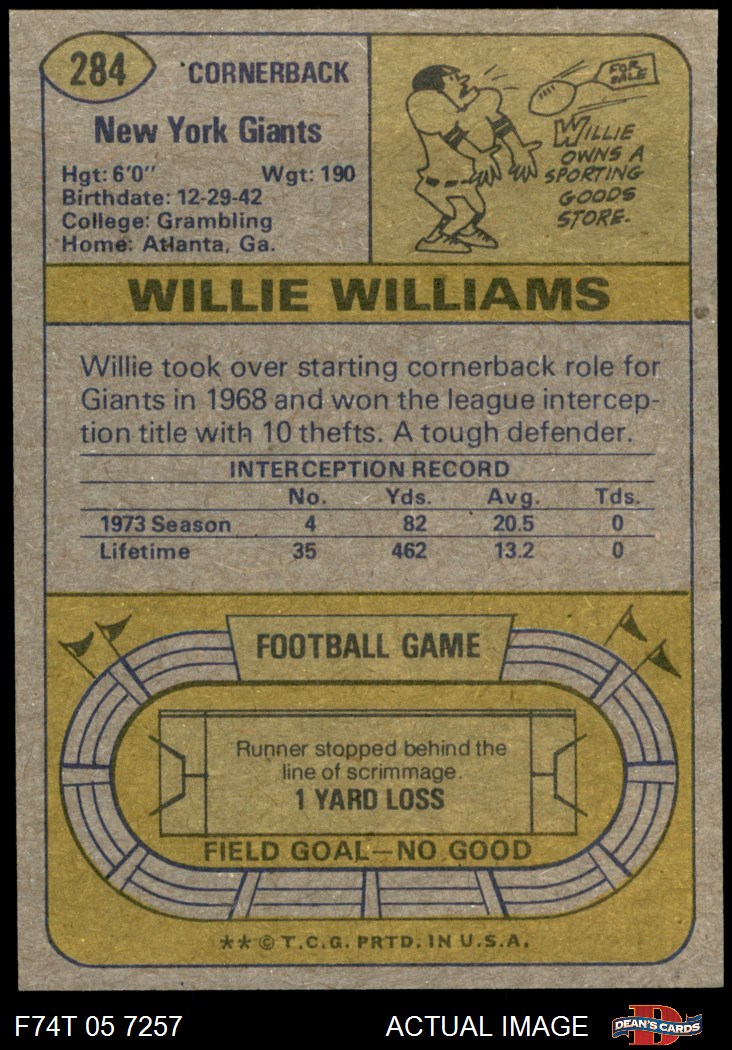 284
CORNERBACK
New York Giants
Hgt: 6'0" Wgt: 190
Birthdate: 12-29-42
College: Grambling
Home: Atlanta, Ga.
FOR
SALE
WILLIE
OWNS A
SPORTING
GOODS
STORE.
WILLIE WILLIAMS
Willie took over starting cornerback role for
Giants in 1968 and won the league intercep-
tion title with 10 thefts. A tough defender.
INTERCEPTION RECORD
No. Yds. Avg. Tds.
1973 Season 4 82 20.5 0
Lifetime 35 462 13.2 0
FOOTBALL GAME
Runner stopped behind the
line of scrimmage.
1 YARD LOSS
FIELD GOAL—NO GOOD
** © T.C.G. PRTD. IN U.S.A.
F74T 05 7257 ACTUAL IMAGE D DEAN'S CARDS